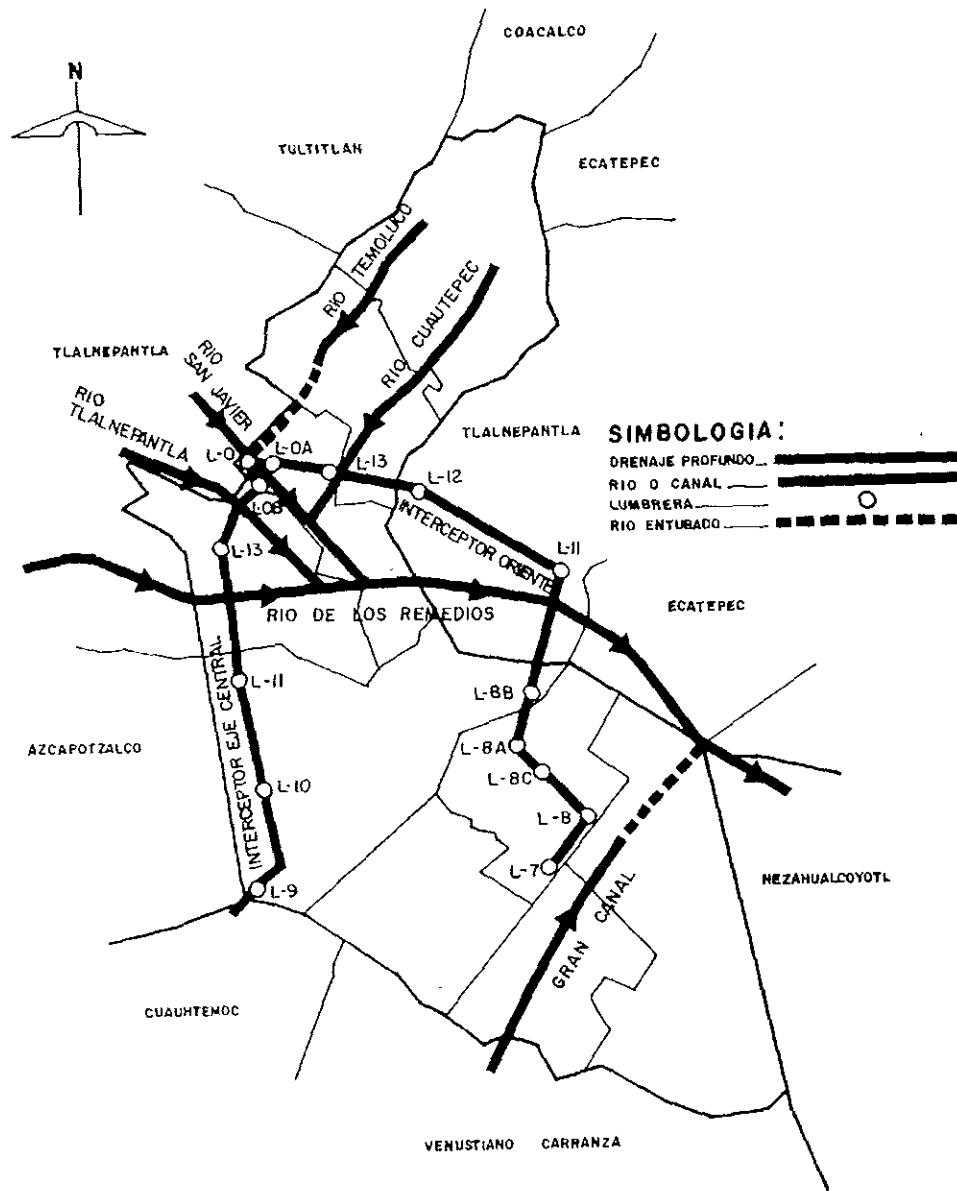 COACALCO
N
TULTITLAN
ECATEPEC
RIO TEMOLUCO
RIO CUAUTEPEC
TLALNEPANTLA
RIO
SAN JAVIER
RIO
TLALNEPANTLA
TLALNEPANTLA
SIMBOLOGIA:
DRENAJE PROFUNDO
RIO O CANAL
LUMBRERA
RIO ENTUBADO
L-0
L-0A
L-13
L-12
L-0B
INTERCEPTOR ORIENTE
L-13
L-11
RIO DE LOS REMEDIOS
ECATEPEC
L-11
L-8B
AZCAPOTZALCO
INTERCEPTOR EJE CENTRAL
L-8A
L-8C
L-10
L-8
L-7
L-9
NEZAHUALCOYOTL
GRAN CANAL
CUAUHTEMOC
VENUSTIANO CARRANZA